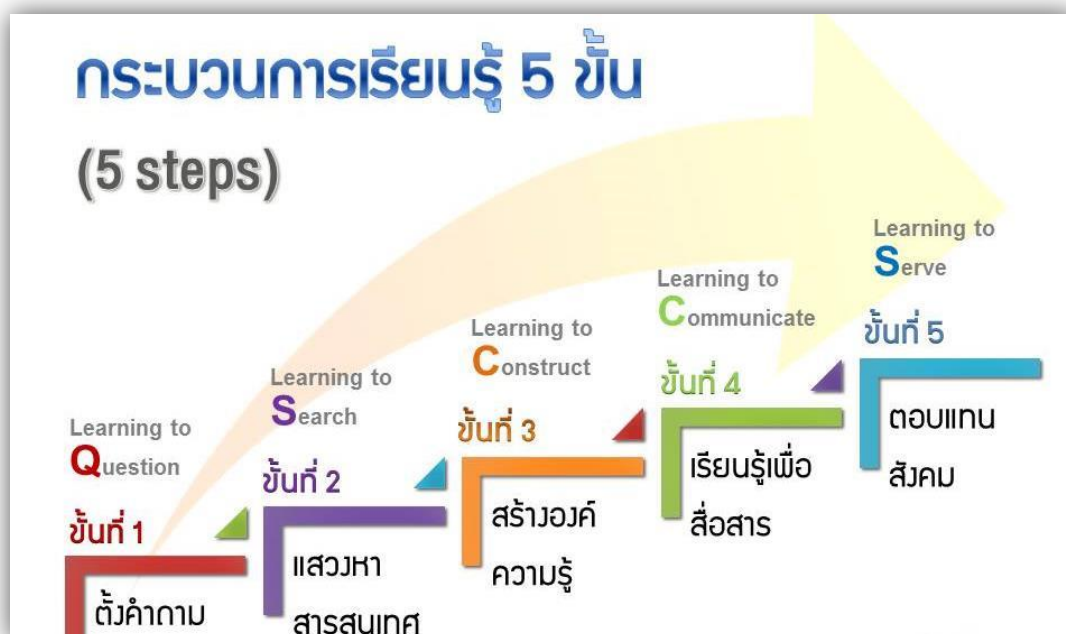 กระบวนการเรียนรู้ 5 ขั้น
(5 steps)
Learning to
Question
ขั้นที่ 1
ตั้งคำถาม
Learning to
Search
ขั้นที่ 2
แสวงหา
สารสนเทศ
Learning to
Construct
ขั้นที่ 3
สร้างองค์
ความรู้
Learning to
Communicate
ขั้นที่ 4
เรียนรู้เพื่อ
สื่อสาร
Learning to
Serve
ขั้นที่ 5
ตอบแทน
สังคม